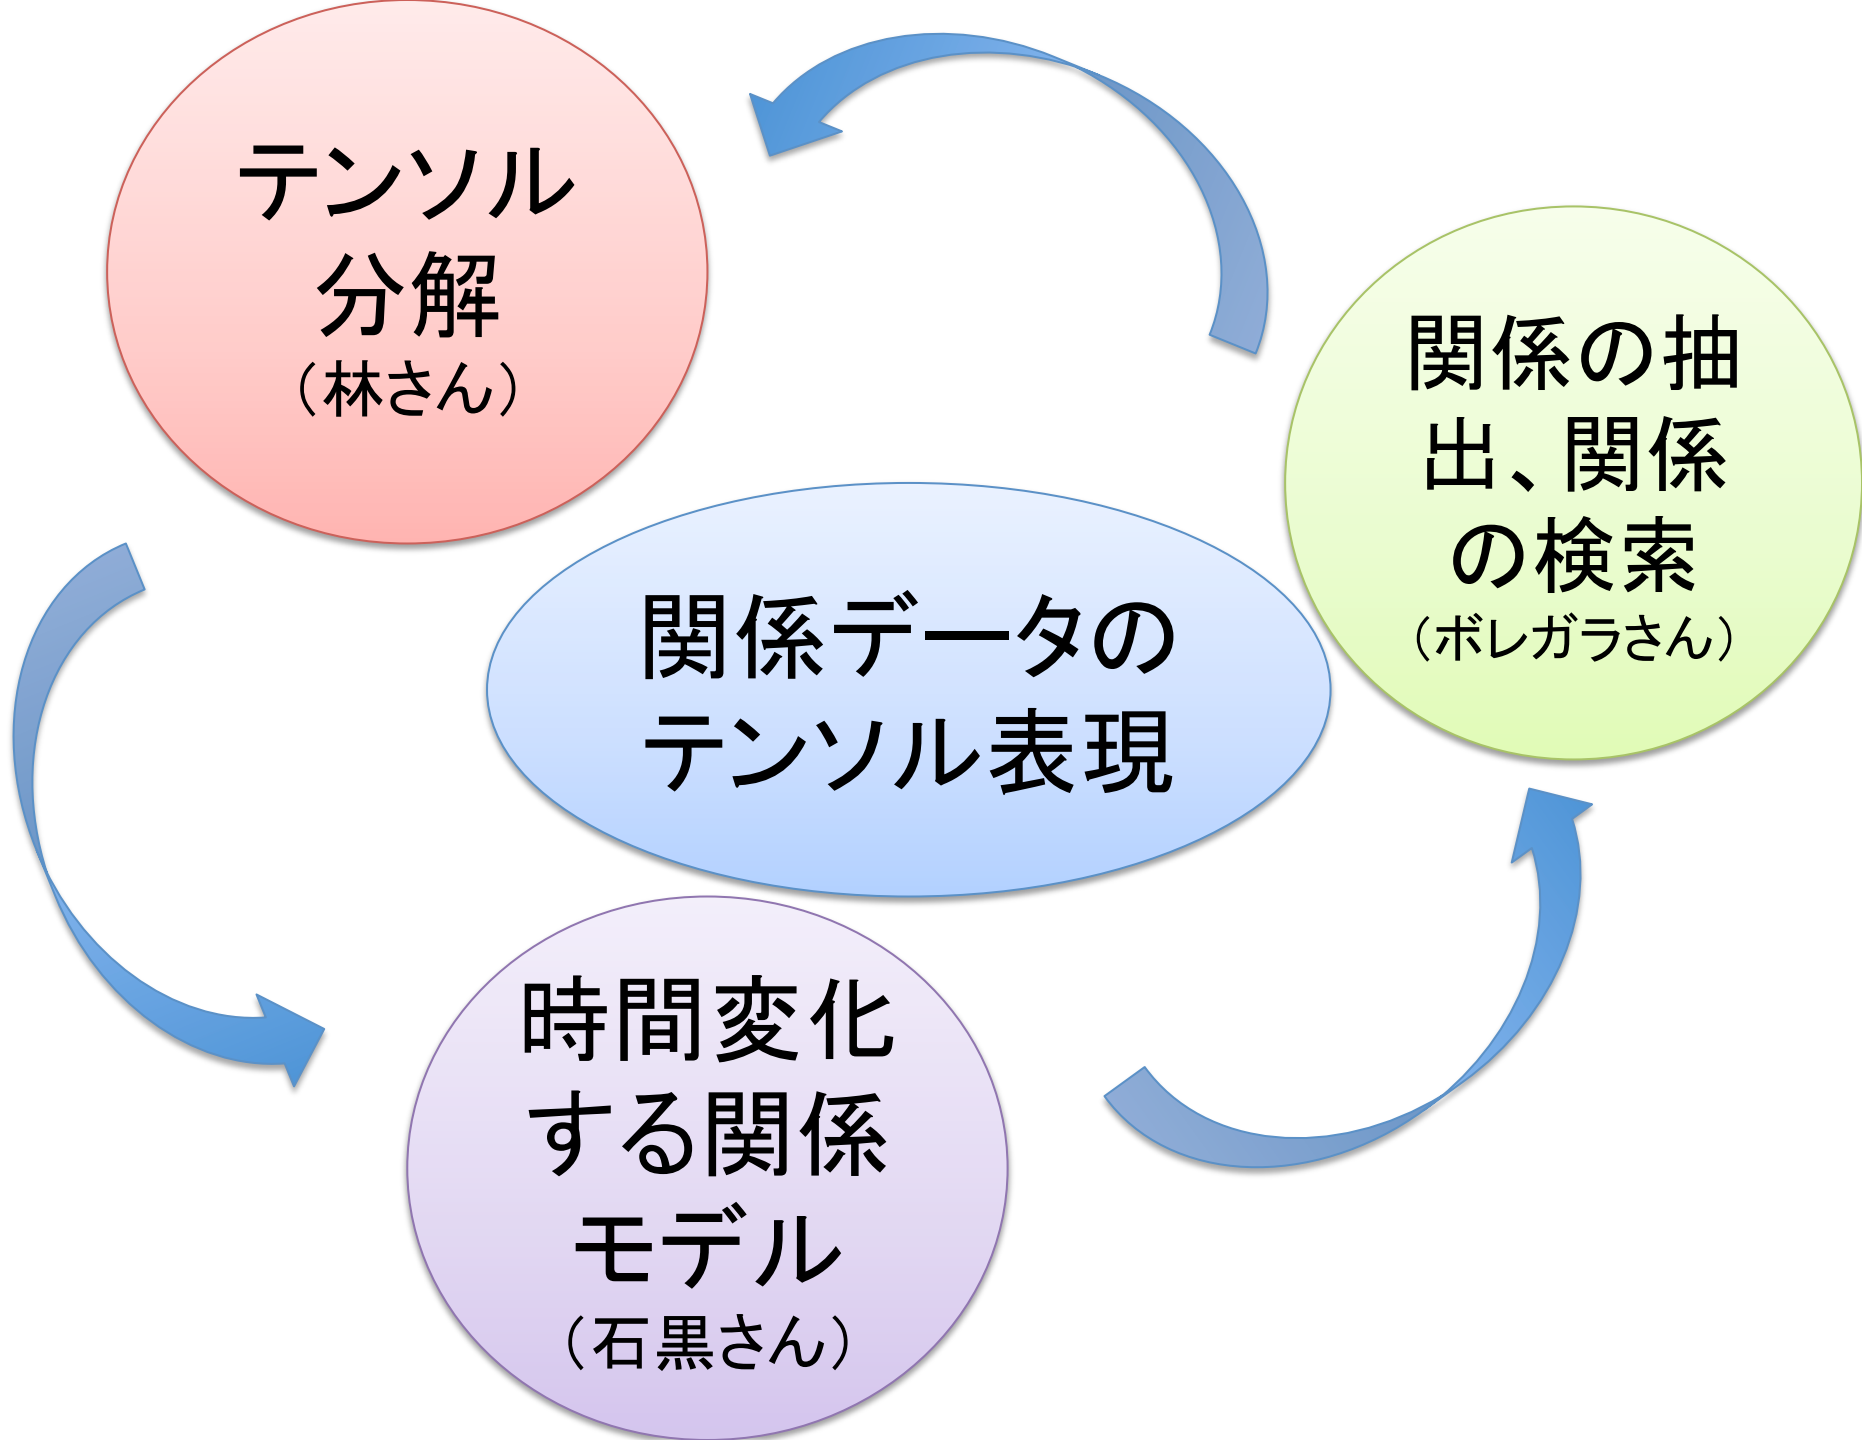 テンソル
分解
（林さん）
関係の抽
出、関係
の検索
（ボレガラさん）
関係データの
テンソル表現
時間変化
する関係
モデル
（石黒さん）